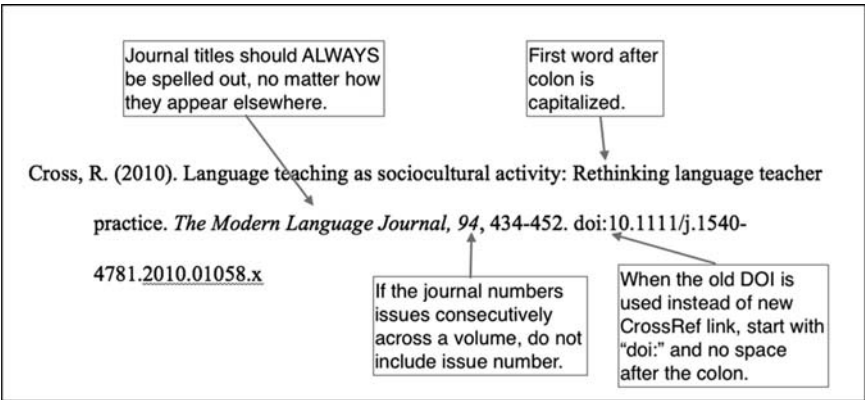 Journal titles should ALWAYS
be spelled out, no matter how
they appear elsewhere.
First word after
colon is
capitalized.
Cross, R. (2010). Language teaching as sociocultural activity: Rethinking language teacher
practice. The Modern Language Journal, 94, 434-452. doi:10.1111/j.1540-
4781.2010.01058.x
If the journal numbers
issues consecutively
across a volume, do not
include issue number.
When the old DOI is
used instead of new
CrossRef link, start with
“doi:” and no space
after the colon.